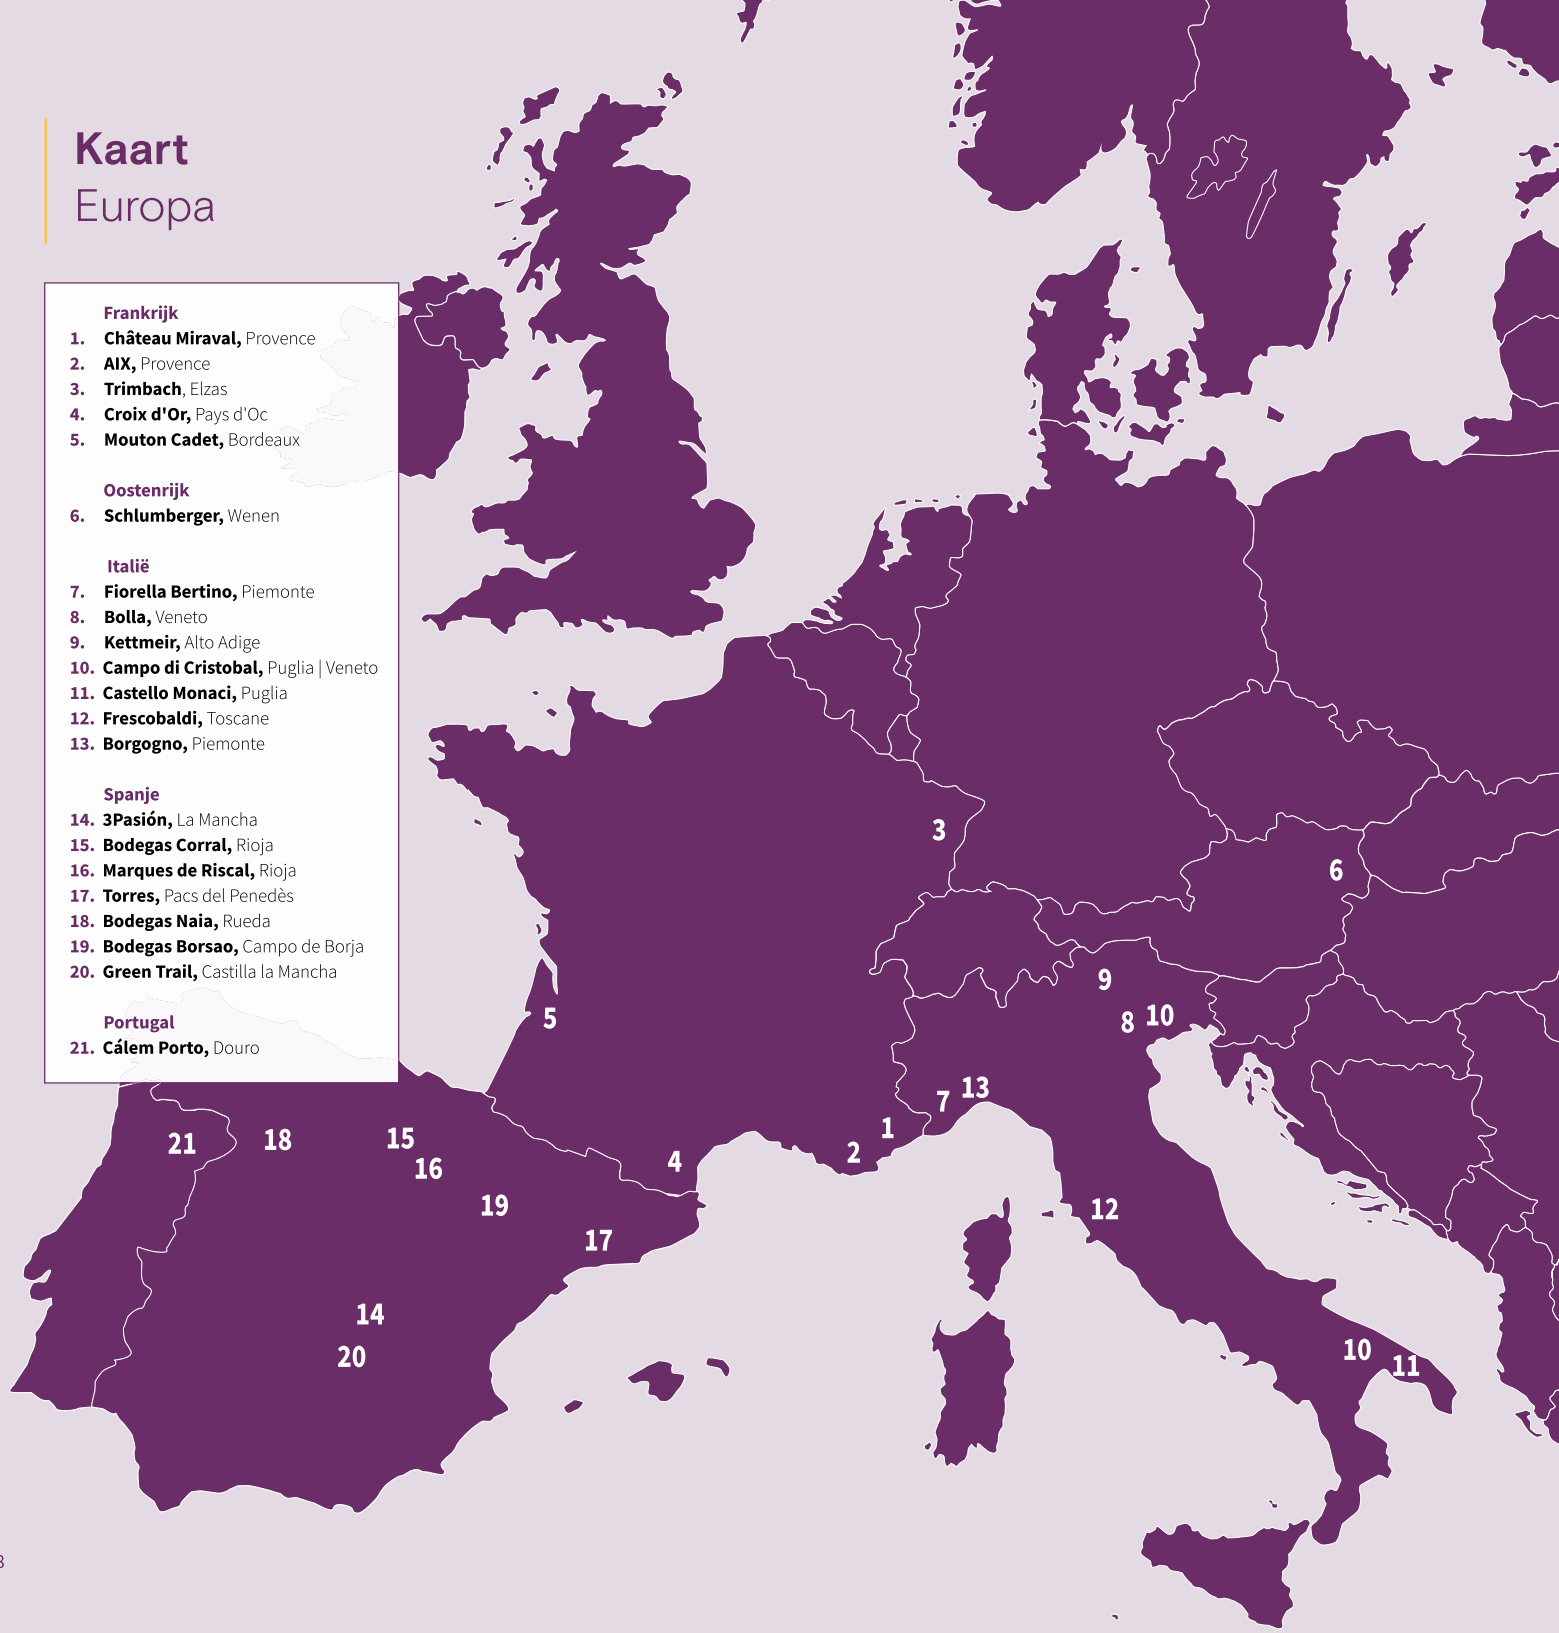 Kaart
Europa
Frankrijk
1. Château Miraval, Provence
2. AIX, Provence
3. Trimbach, Elzas
4. Croix d'Or, Pays d'Oc
5. Mouton Cadet, Bordeaux
Oostenrijk
6. Schlumberger, Wenen
Italië
7. Fiorella Bertino, Piemonte
8. Bolla, Veneto
9. Kettmeir, Alto Adige
10. Campo di Cristobal, Puglia | Veneto
11. Castello Monaci, Puglia
12. Frescobaldi, Toscane
13. Borgogno, Piemonte
Spanje
14. 3Pasión, La Mancha
15. Bodegas Corral, Rioja
16. Marques de Riscal, Rioja
17. Torres, Pacs del Penedès
18. Bodegas Naia, Rueda
19. Bodegas Borsao, Campo de Borja
20. Green Trail, Castilla la Mancha
Portugal
21. Cálem Porto, Douro
3
6
9
5
8 10
7 13
1
2
21 18 15
4
16
19
12
17
14
10
20
11